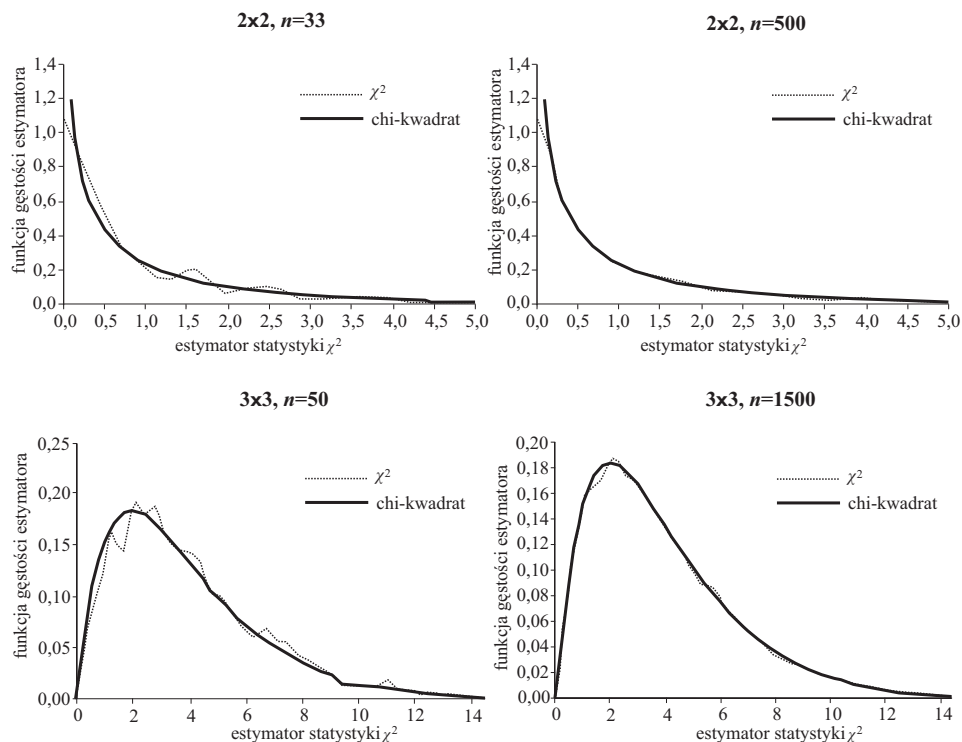 2x2, n=33
funkcja gęstości estymatora
1,4
1,2
1,0
0,8
0,6
0,4
0,2
0,0
χ²
chi-kwadrat
0,0 0,5 1,0 1,5 2,0 2,5 3,0 3,5 4,0 4,5 5,0
estymator statystyki χ²
2x2, n=500
funkcja gęstości estymatora
1,4
1,2
1,0
0,8
0,6
0,4
0,2
0,0
χ²
chi-kwadrat
0,0 0,5 1,0 1,5 2,0 2,5 3,0 3,5 4,0 4,5 5,0
estymator statystyki χ²
3x3, n=50
funkcja gęstości estymatora
0,25
0,20
0,15
0,10
0,05
0,00
χ²
chi-kwadrat
0 2 4 6 8 10 12 14
estymator statystyki χ²
3x3, n=1500
funkcja gęstości estymatora
0,20
0,18
0,16
0,14
0,12
0,10
0,08
0,06
0,04
0,02
0,00
χ²
chi-kwadrat
0 2 4 6 8 10 12 14
estymator statystyki χ²